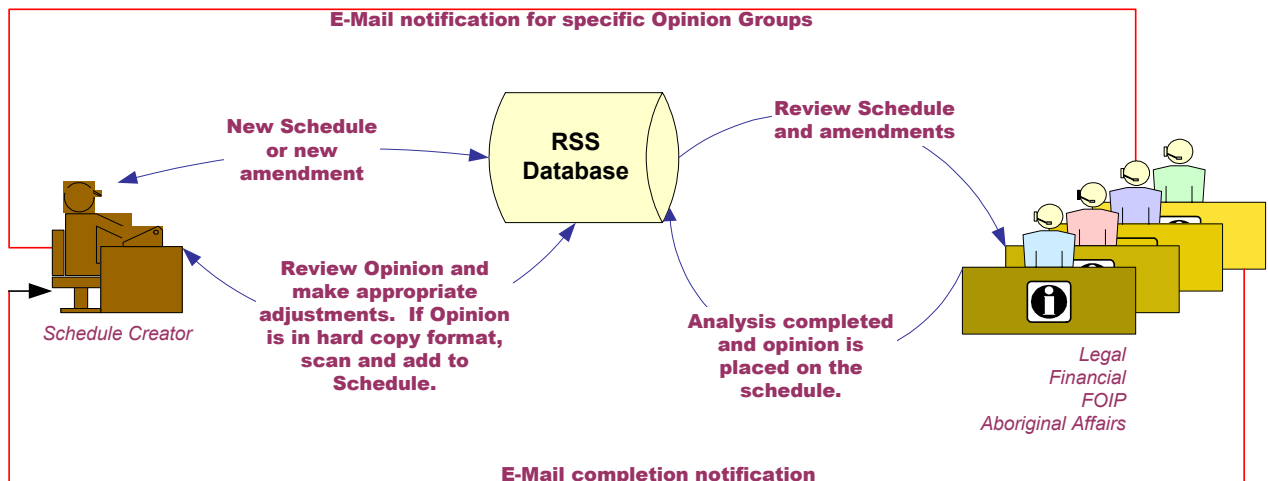 E-Mail notification for specific Opinion Groups
New Schedule
or new
amendment
RSS
Database
Review Schedule
and amendments
Schedule Creator
Review Opinion and
make appropriate
adjustments.  If Opinion
is in hard copy format,
scan and add to
Schedule.
Analysis completed
and opinion is
placed on the
schedule.
Legal
Financial
FOIP
Aboriginal Affairs
E-Mail completion notification